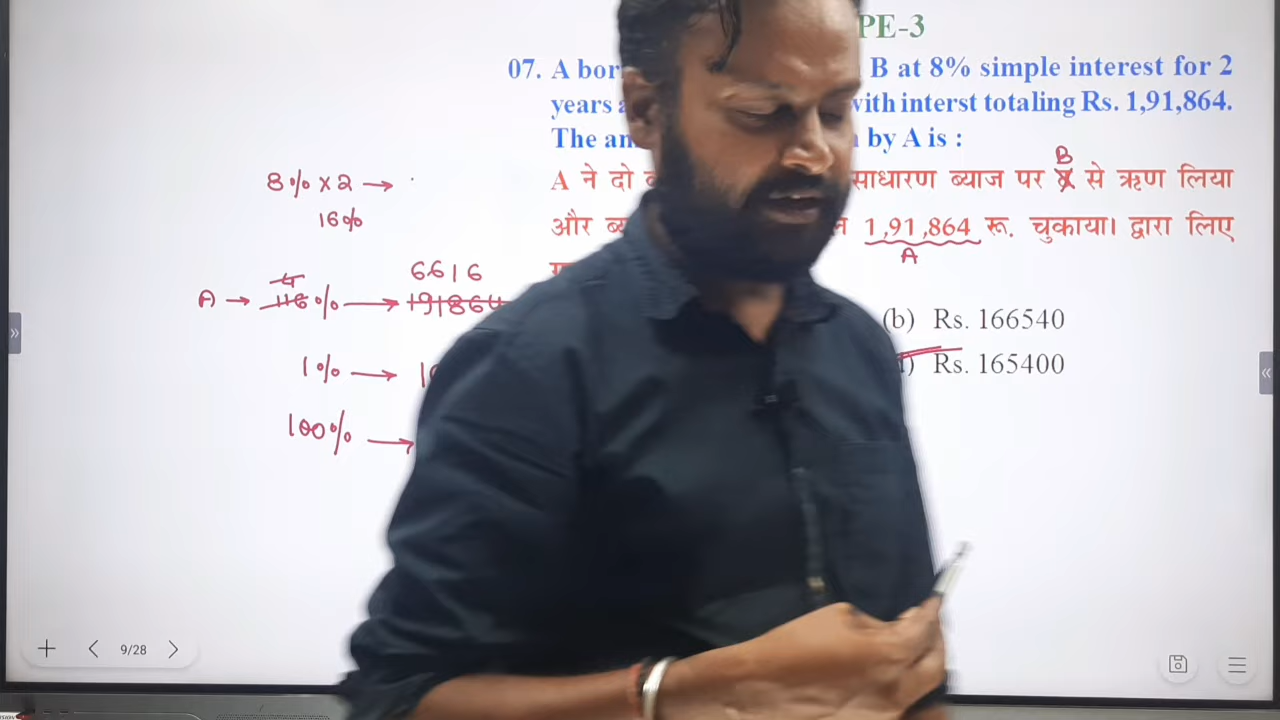 PE-3
07. A bor B at 8% simple interest for 2
years with interst totaling Rs. 1,91,864.
The am by A is :
B
A ने दो साधारण ब्याज पर से ऋण लिया
और ब्य 1,91,864 रू. चुकाया। द्वारा लिए
A
8% x 2 →
16%
4 6616
A → 116% → 191864
1% →
100% →
(b) Rs. 166540
Rs. 165400
9/28